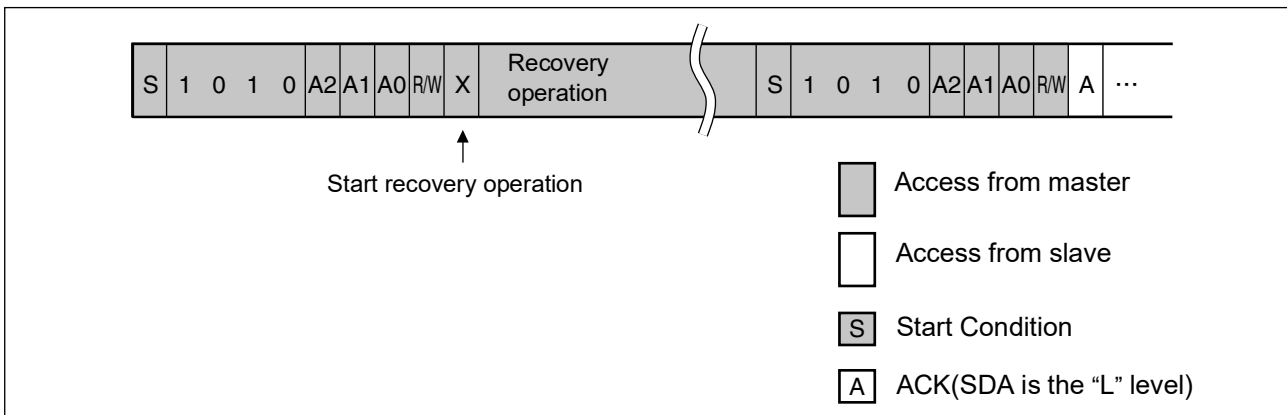 S 1 0 1 0 A2 A1 A0 R/W X Recovery operation S 1 0 1 0 A2 A1 A0 R/W A ...
Start recovery operation
Access from master
Access from slave
S Start Condition
A ACK(SDA is the “L” level)